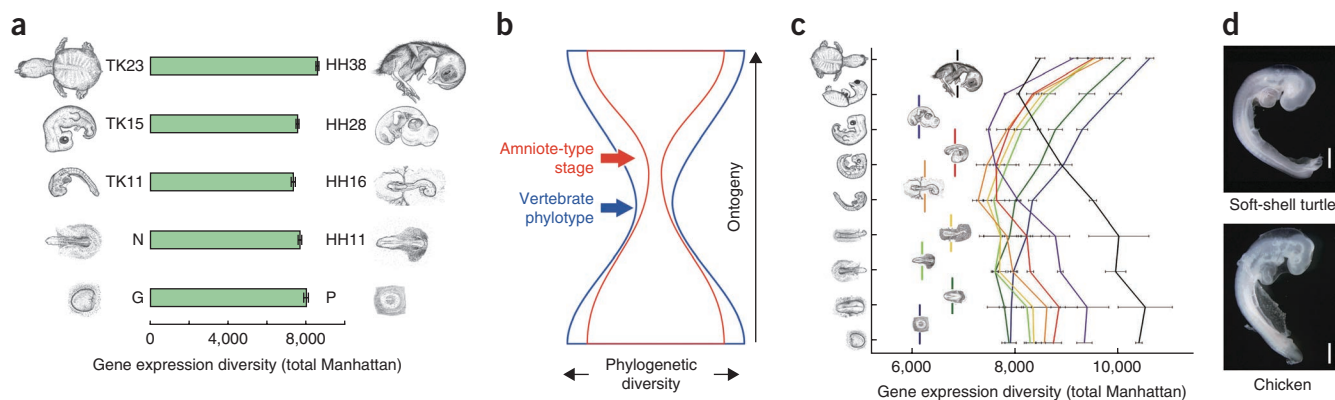 a
TK23
HH38
TK15
HH28
TK11
HH16
N
HH11
G
P
0
4,000
8,000
Gene expression diversity (total Manhattan)
b
Amniote-type
stage
Vertebrate
phylotype
Ontogeny
Phylogenetic
diversity
c
6,000
8,000
10,000
Gene expression diversity (total Manhattan)
d
Soft-shell turtle
Chicken